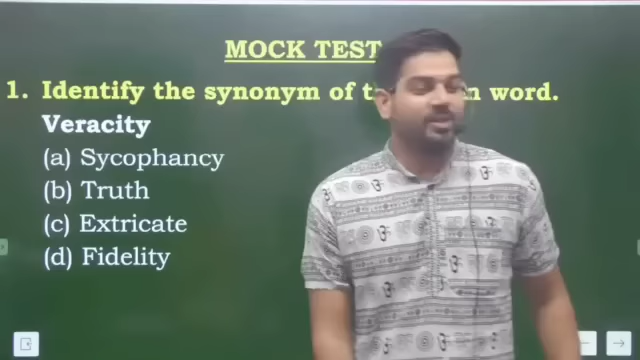 MOCK TEST
1. Identify the synonym of word.
Veracity
(a) Sycophancy
(b) Truth
(c) Extricate
(d) Fidelity